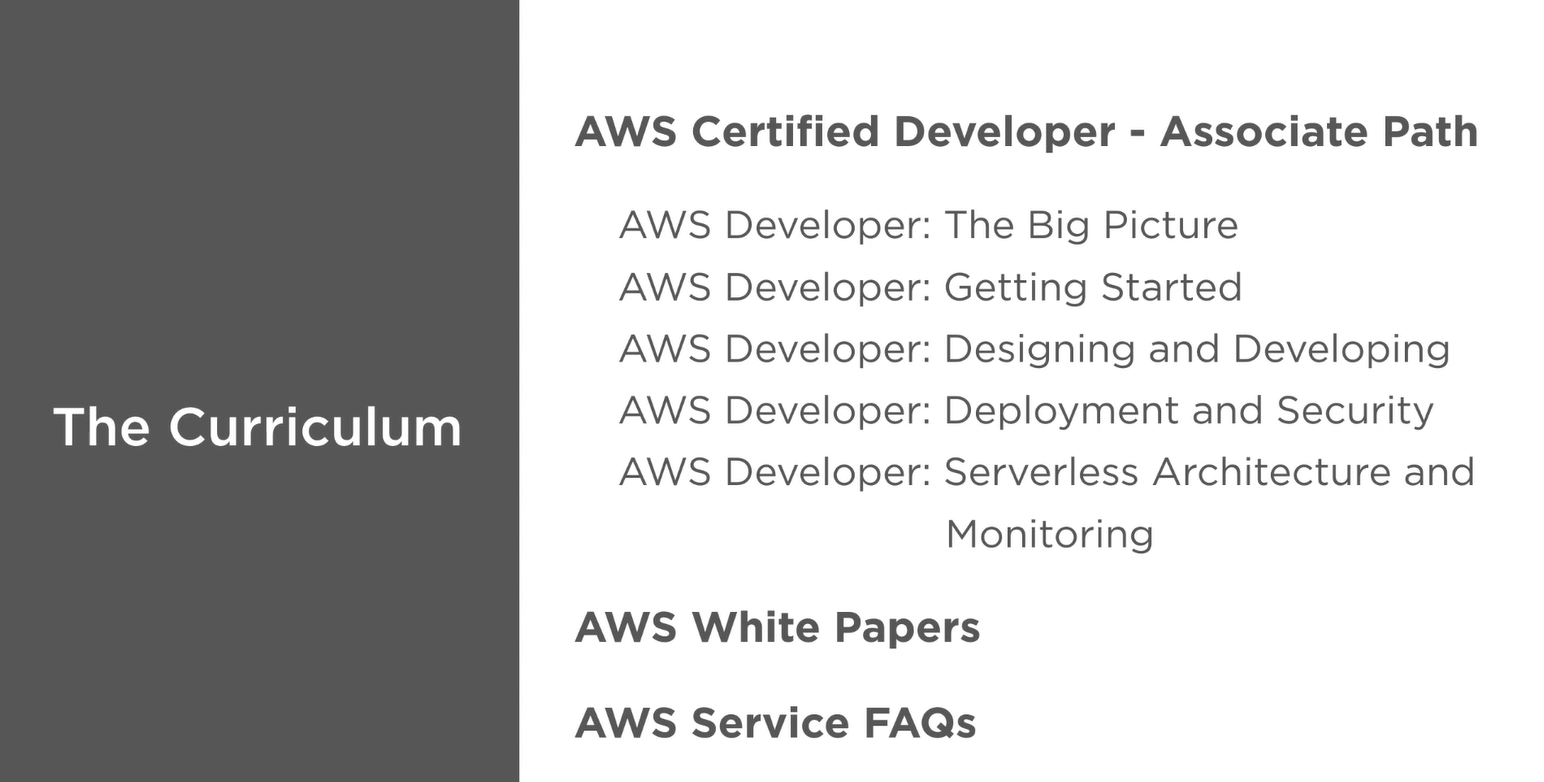 The Curriculum
AWS Certified Developer - Associate Path
AWS Developer: The Big Picture
AWS Developer: Getting Started
AWS Developer: Designing and Developing
AWS Developer: Deployment and Security
AWS Developer: Serverless Architecture and
Monitoring
AWS White Papers
AWS Service FAQs